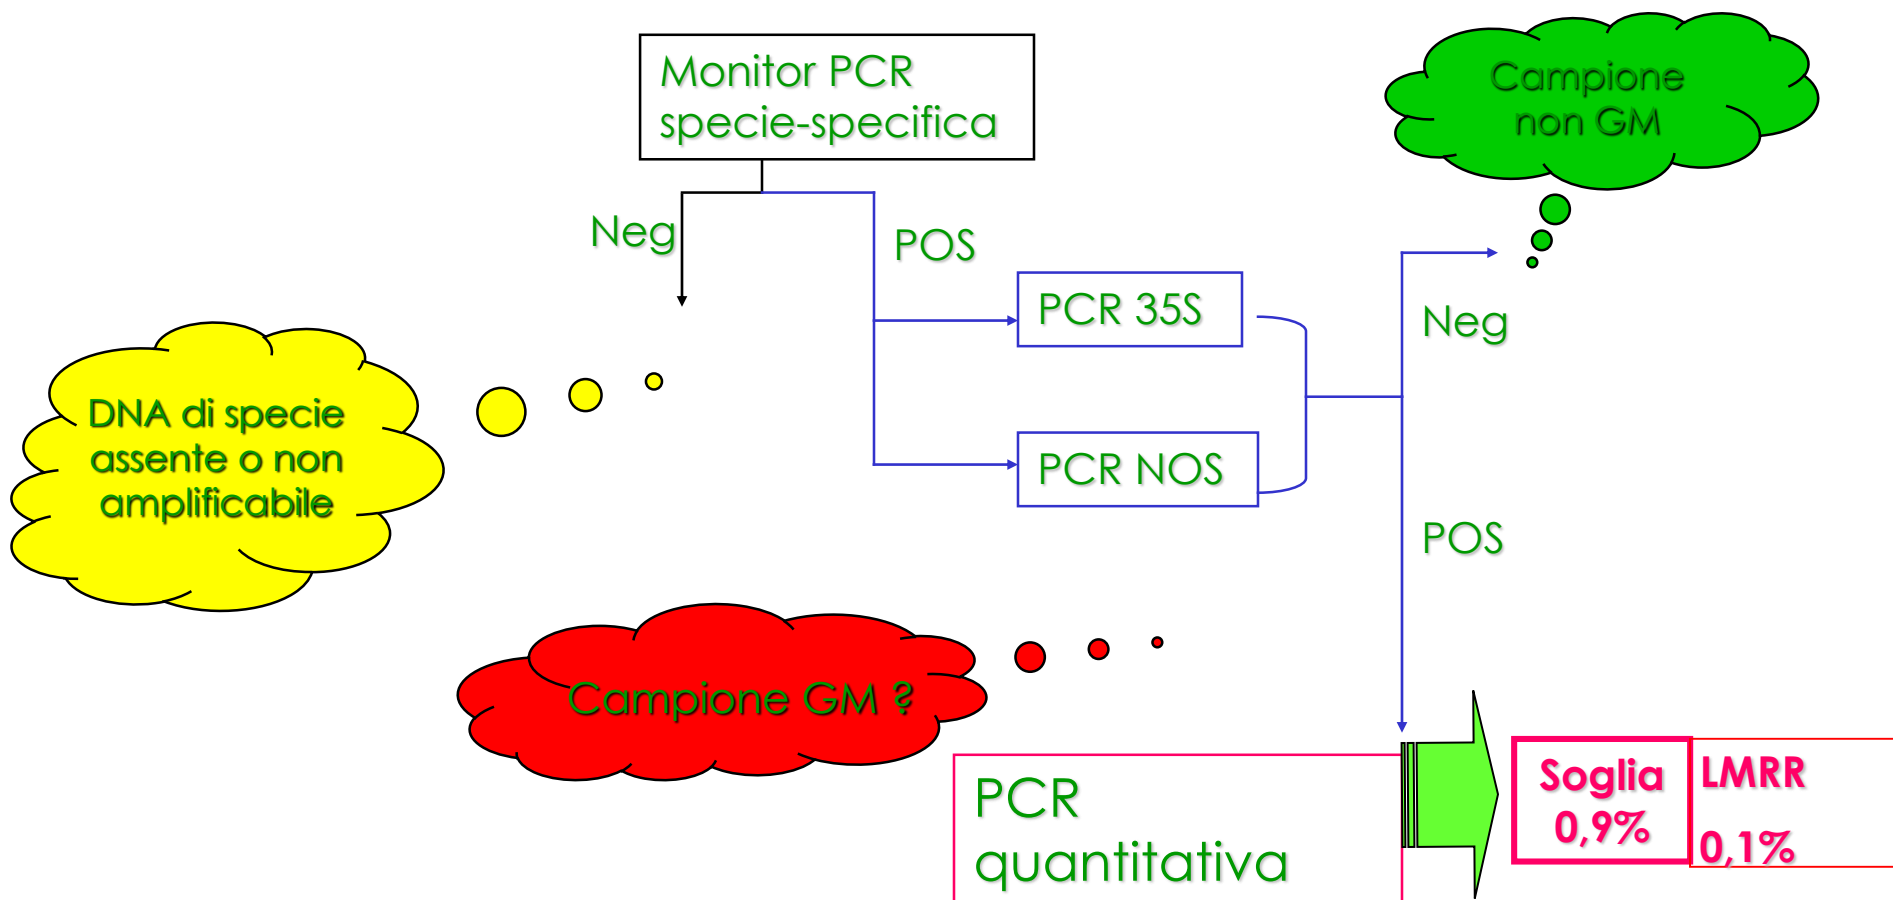 Monitor PCR
specie-specifica
Campione
non GM
Neg
POS
PCR 35S
Neg
DNA di specie
assente o non
amplificabile
PCR NOS
POS
Campione GM ?
PCR
quantitativa
Soglia
0,9%
LMRR
0,1%